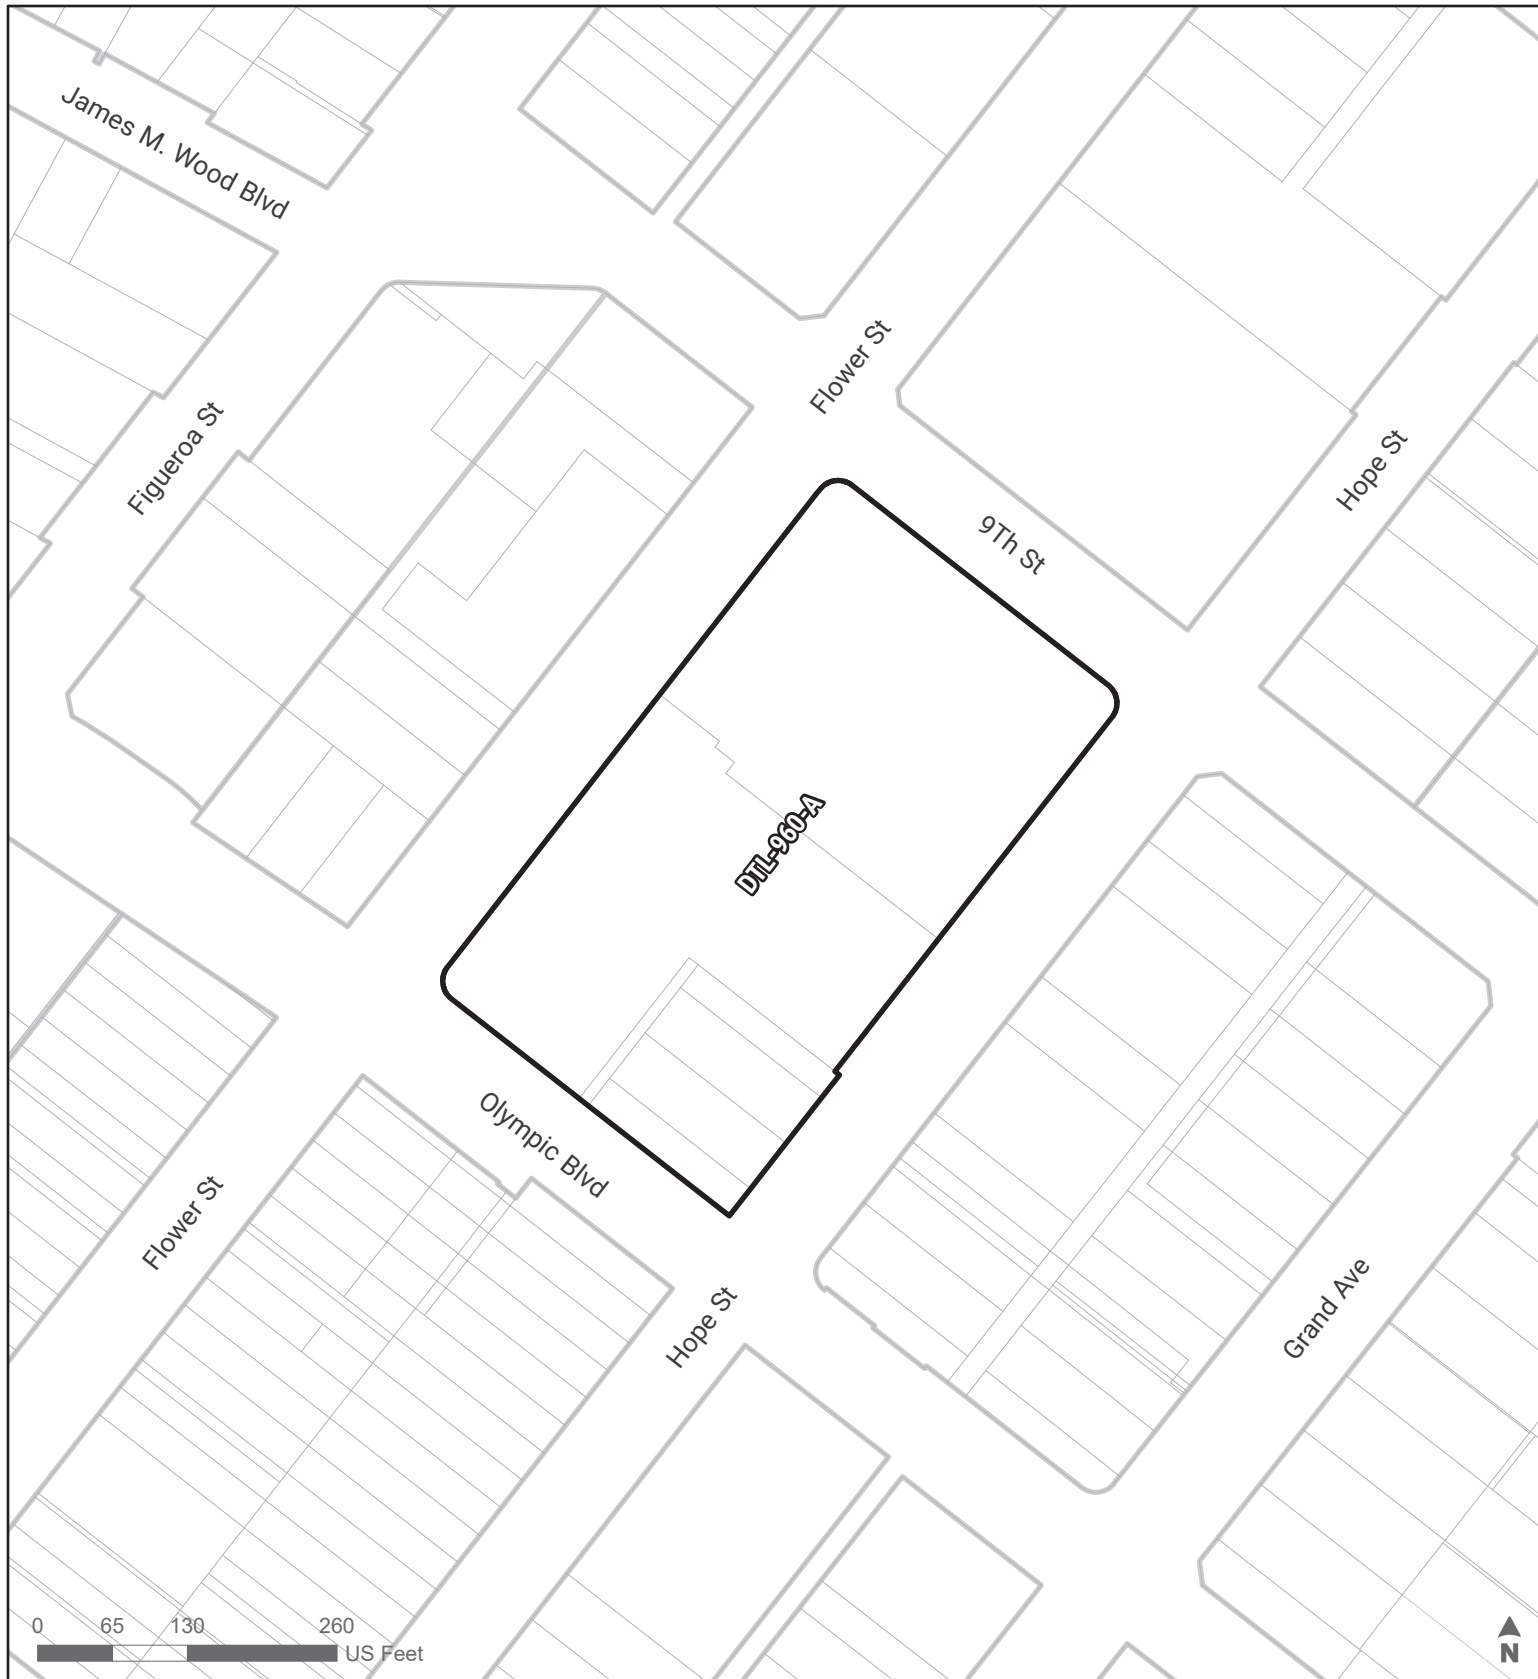 James M. Wood Blvd
Flower St
Figueroa St
Hope St
9Th St
DTL-960-A
Olympic Blvd
Flower St
Hope St
Grand Ave
0 65 130 260
US Feet
N